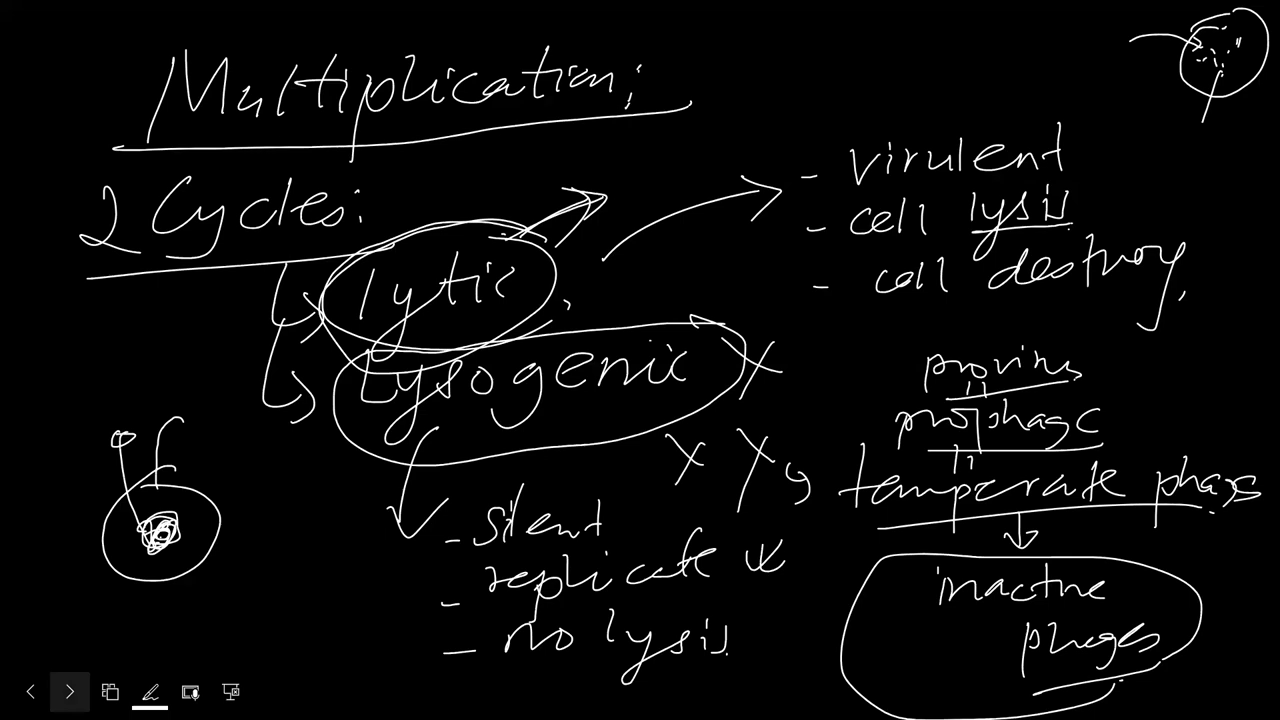 Multiplication;
2 Cycles:
Lytic
- virulent
- cell lysis
- cell destroy
Lysogenic
- silent
- replicate
- no lysis
provirus
prophage
temperate phages
inactive
phages